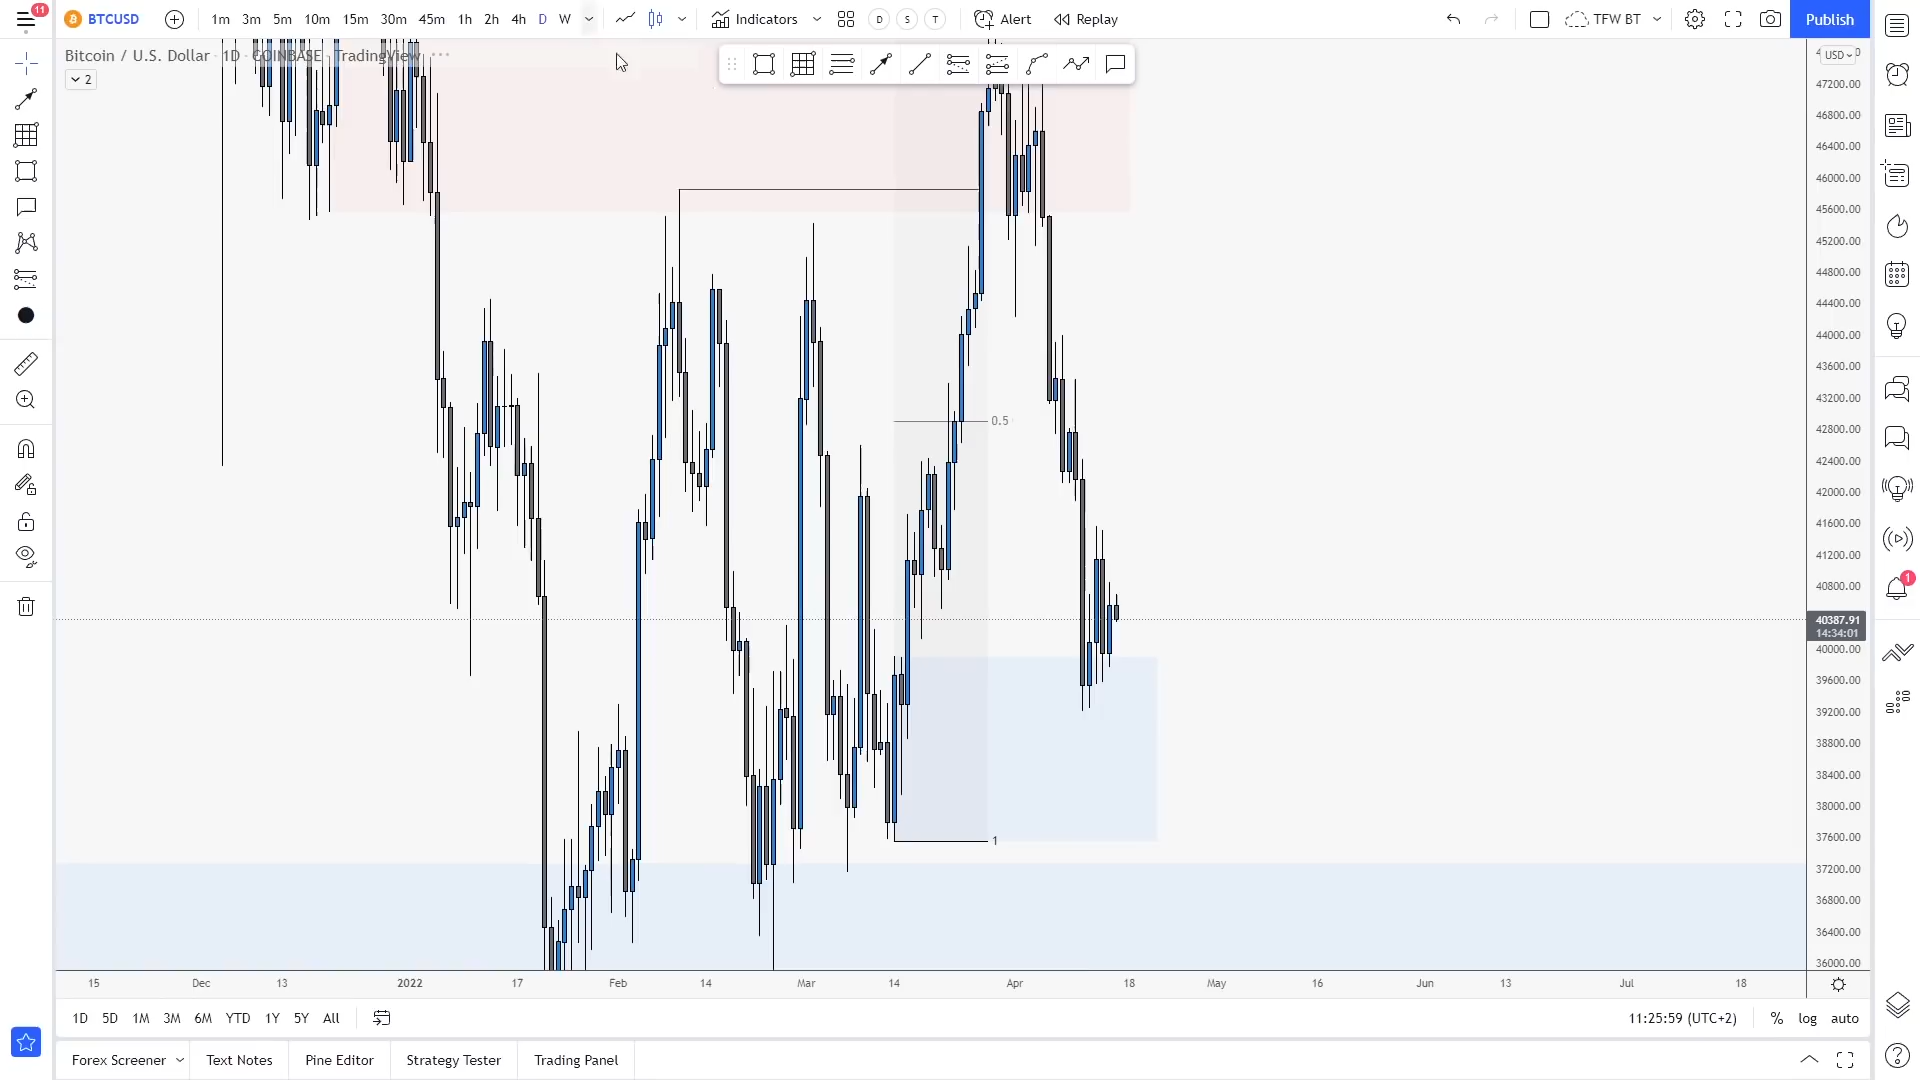 11
BTCUSD
1m 3m 5m 10m 15m 30m 45m 1h 2h 4h D W
Indicators
D S T
Alert
Replay
TFW BT
Publish
Bitcoin / U.S. Dollar · 1D · COINBASE · TradingView
2
USD
47200.00
46800.00
46400.00
46000.00
45600.00
45200.00
44800.00
44400.00
44000.00
43600.00
43200.00
42800.00
42400.00
42000.00
41600.00
41200.00
40800.00
40387.91
14:34:01
40000.00
39600.00
39200.00
38800.00
38400.00
38000.00
37600.00
37200.00
36800.00
36400.00
36000.00
0.5
1
1
15 Dec 13 2022 17 Feb 14 Mar 14 Apr 18 May 16 Jun 13 Jul 18
1D 5D 1M 3M 6M YTD 1Y 5Y All
11:25:59 (UTC+2) % log auto
Forex Screener Text Notes Pine Editor Strategy Tester Trading Panel